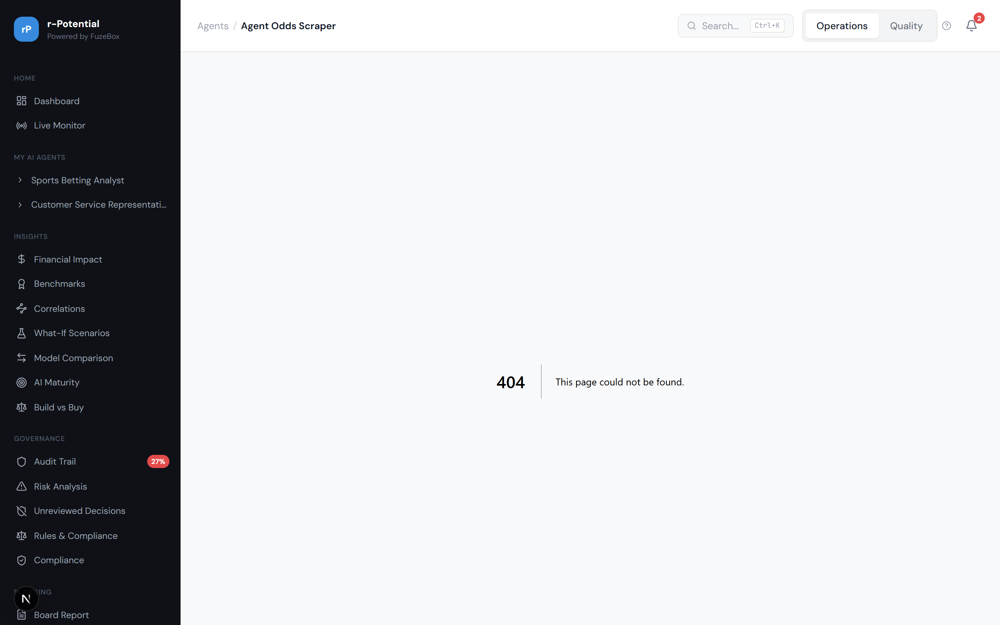 rP
r-Potential
Powered by FuzeBox
HOME
Dashboard
Live Monitor
MY AI AGENTS
Sports Betting Analyst
Customer Service Representati...
INSIGHTS
Financial Impact
Benchmarks
Correlations
What-If Scenarios
Model Comparison
AI Maturity
Build vs Buy
GOVERNANCE
Audit Trail 27%
Risk Analysis
Unreviewed Decisions
Rules & Compliance
Compliance
N
Board Report
Agents / Agent Odds Scraper
Search... Ctrl+K
Operations Quality
2
404 This page could not be found.